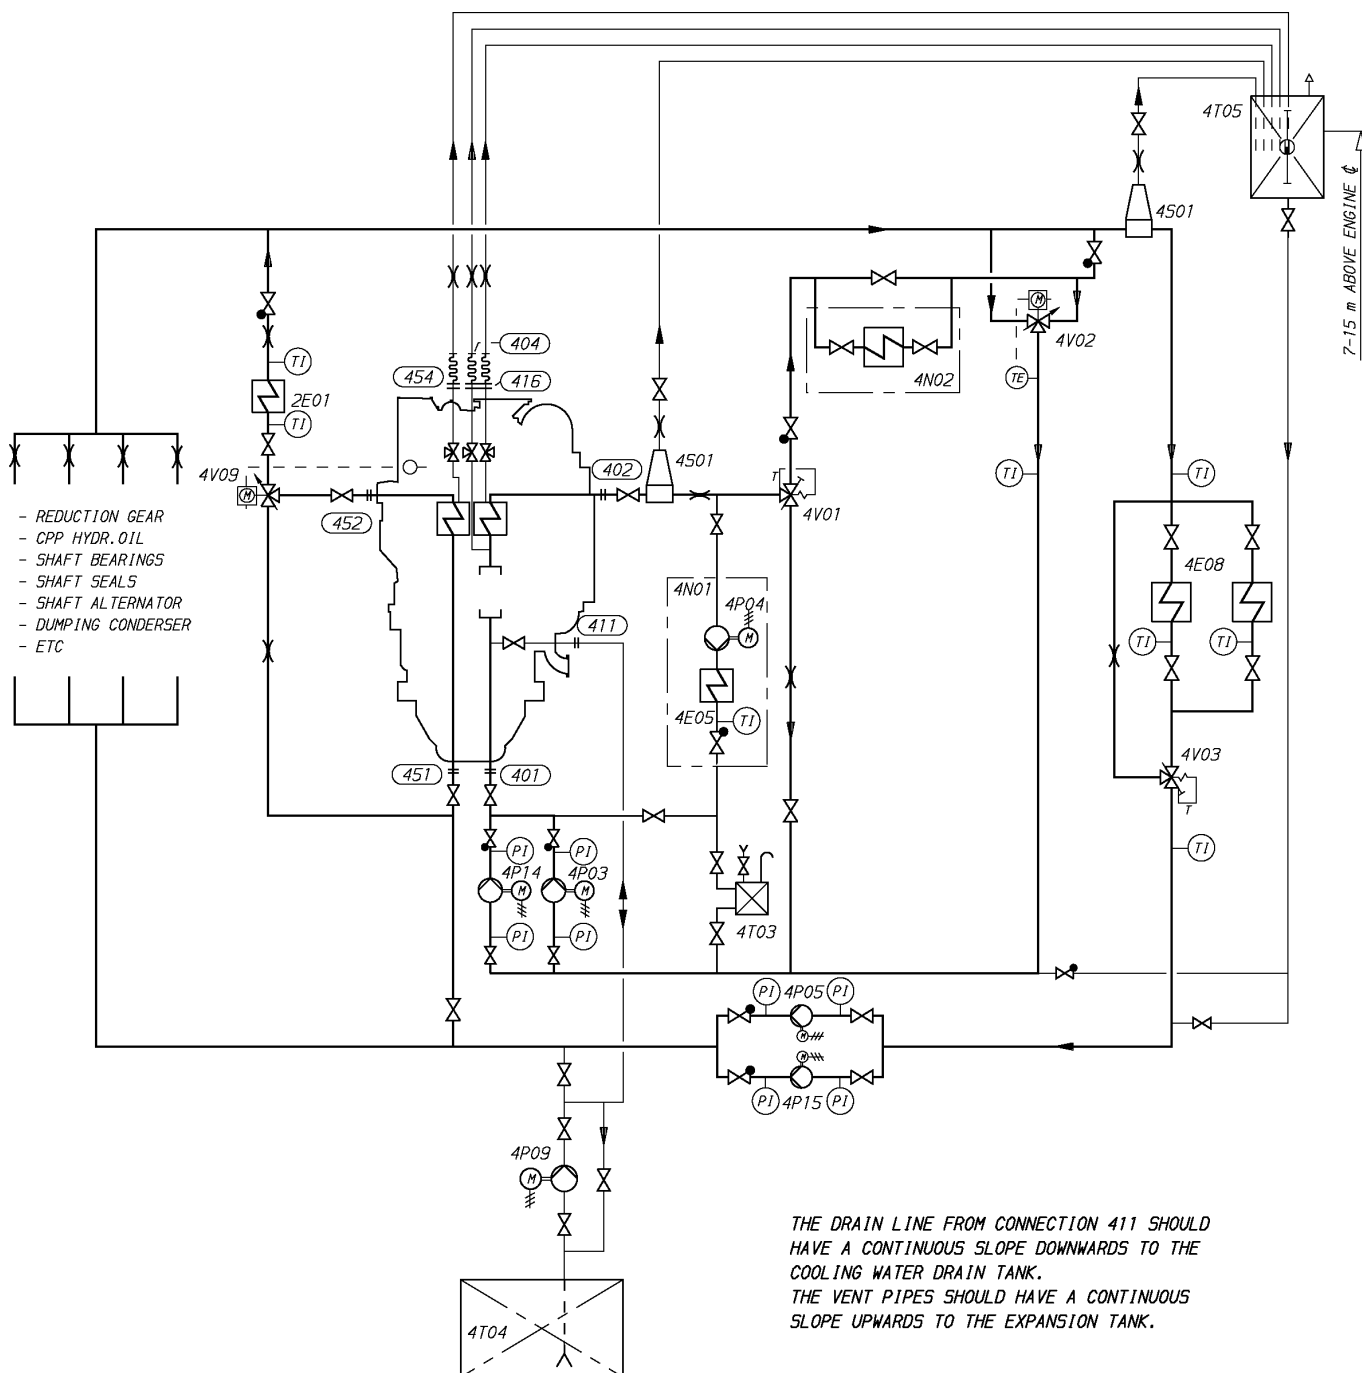 4T05
7-15 m ABOVE ENGINE ℄
4S01
M
4V02
TE
4N02
404
454
416
TI
2E01
TI
4V09
M
452
402
4S01
T
4V01
TI
TI
- REDUCTION GEAR
- CPP HYDR.OIL
- SHAFT BEARINGS
- SHAFT SEALS
- SHAFT ALTERNATOR
- DUMPING CONDERSER
- ETC
4N01
4P04
M
411
4E05
TI
4E08
TI
TI
4V03
T
TI
451
401
PI
PI
4P14
4P03
M
M
PI
PI
4T03
PI
4P05
PI
M
M
PI
4P15
PI
4P09
M
4T04
THE DRAIN LINE FROM CONNECTION 411 SHOULD
HAVE A CONTINUOUS SLOPE DOWNWARDS TO THE
COOLING WATER DRAIN TANK.
THE VENT PIPES SHOULD HAVE A CONTINUOUS
SLOPE UPWARDS TO THE EXPANSION TANK.